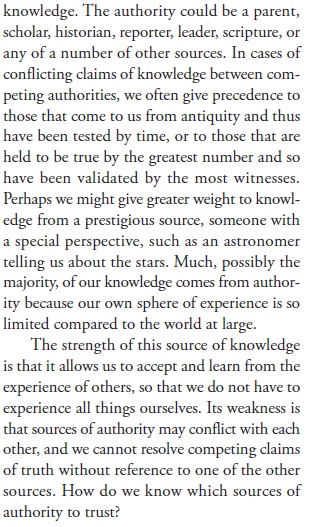 knowledge. The authority could be a parent,
scholar, historian, reporter, leader, scripture, or
any of a number of other sources. In cases of
conflicting claims of knowledge between com-
peting authorities, we often give precedence to
those that come to us from antiquity and thus
have been tested by time, or to those that are
held to be true by the greatest number and so
have been validated by the most witnesses.
Perhaps we might give greater weight to knowl-
edge from a prestigious source, someone with
a special perspective, such as an astronomer
telling us about the stars. Much, possibly the
majority, of our knowledge comes from author-
ity because our own sphere of experience is so
limited compared to the world at large.
The strength of this source of knowledge
is that it allows us to accept and learn from the
experience of others, so that we do not have to
experience all things ourselves. Its weakness is
that sources of authority may conflict with each
other, and we cannot resolve competing claims
of truth without reference to one of the other
sources. How do we know which sources of
authority to trust?